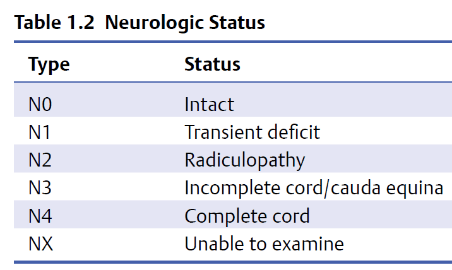 Table 1.2 Neurologic Status
Type Status
N0 Intact
N1 Transient deficit
N2 Radiculopathy
N3 Incomplete cord/cauda equina
N4 Complete cord
NX Unable to examine